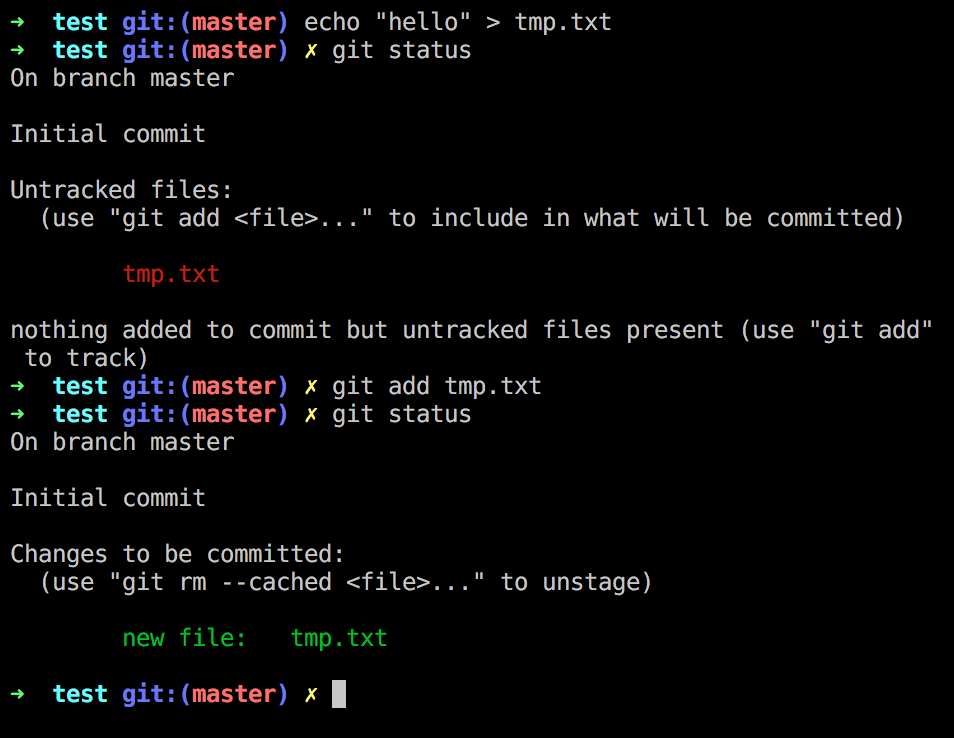 ➜  test git:(master) echo "hello" > tmp.txt
➜  test git:(master) ✗ git status
On branch master
Initial commit
Untracked files:
  (use "git add <file>..." to include in what will be committed)
        tmp.txt
nothing added to commit but untracked files present (use "git add"
 to track)
➜  test git:(master) ✗ git add tmp.txt
➜  test git:(master) ✗ git status
On branch master
Initial commit
Changes to be committed:
  (use "git rm --cached <file>..." to unstage)
        new file:   tmp.txt
➜  test git:(master) ✗